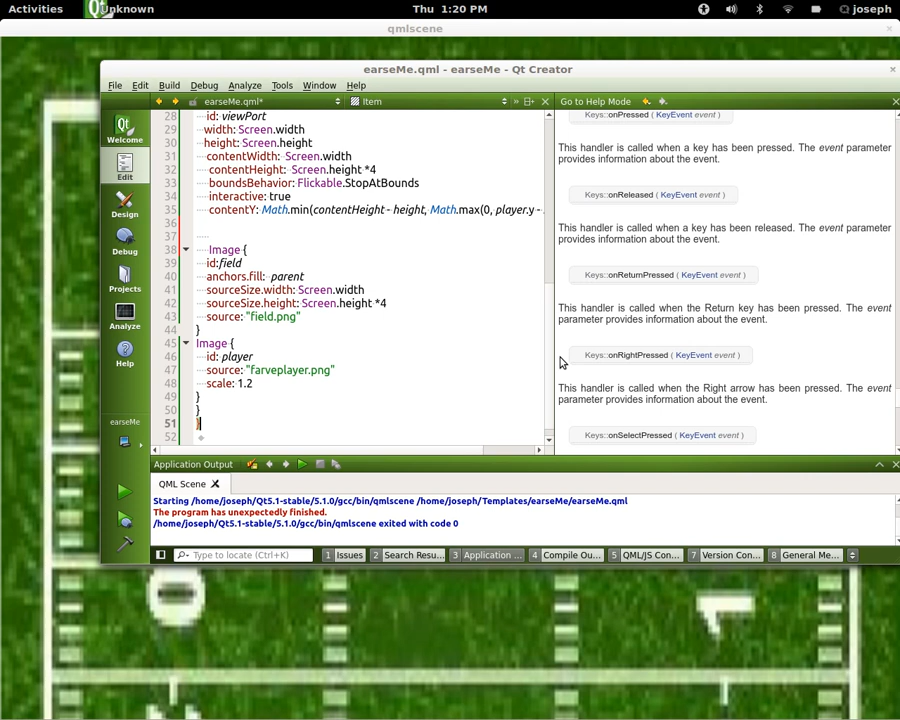 Activities Unknown Thu 1:20 PM joseph
qmlscene
earseMe.qml - earseMe - Qt Creator
File Edit Build Debug Analyze Tools Window Help
earseMe.qml* Item » Go to Help Mode
Welcome
Edit
Design
Debug
Projects
Analyze
Help
earseMe
28 id: viewPort
29 width: Screen.width
30 height: Screen.height
31 contentWidth: Screen.width
32 contentHeight: Screen.height *4
33 boundsBehavior: Flickable.StopAtBounds
34 interactive: true
35 contentY: Math.min(contentHeight - height, Math.max(0, player.y -
36
37
38 Image {
39 id:field
40 anchors.fill: parent
41 sourceSize.width: Screen.width
42 sourceSize.height: Screen.height *4
43 source: "field.png"
44 }
45 Image {
46 id: player
47 source: "farveplayer.png"
48 scale: 1.2
49 }
50 }
51 }
52
Keys::onPressed ( KeyEvent event )
This handler is called when a key has been pressed. The event parameter
provides information about the event.
Keys::onReleased ( KeyEvent event )
This handler is called when a key has been released. The event parameter
provides information about the event.
Keys::onReturnPressed ( KeyEvent event )
This handler is called when the Return key has been pressed. The event
parameter provides information about the event.
Keys::onRightPressed ( KeyEvent event )
This handler is called when the Right arrow has been pressed. The event
parameter provides information about the event.
Keys::onSelectPressed ( KeyEvent event )
Application Output
QML Scene
Starting /home/joseph/Qt5.1-stable/5.1.0/gcc/bin/qmlscene /home/joseph/Templates/earseMe/earseMe.qml
The program has unexpectedly finished.
/home/joseph/Qt5.1-stable/5.1.0/gcc/bin/qmlscene exited with code 0
Type to locate (Ctrl+K) 1 Issues 2 Search Resu... 3 Application ... 4 Compile Ou... 5 QML/JS Con... 7 Version Con... 8 General Me...